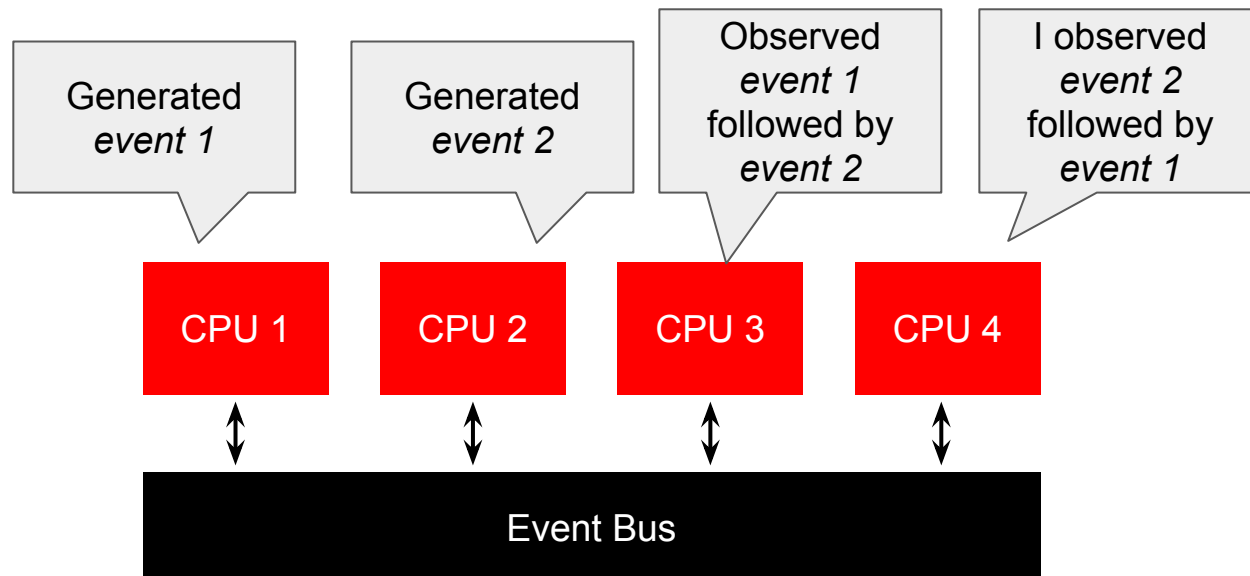 Generated
event 1
Generated
event 2
Observed
event 1
followed by
event 2
I observed
event 2
followed by
event 1
CPU 1
CPU 2
CPU 3
CPU 4
Event Bus